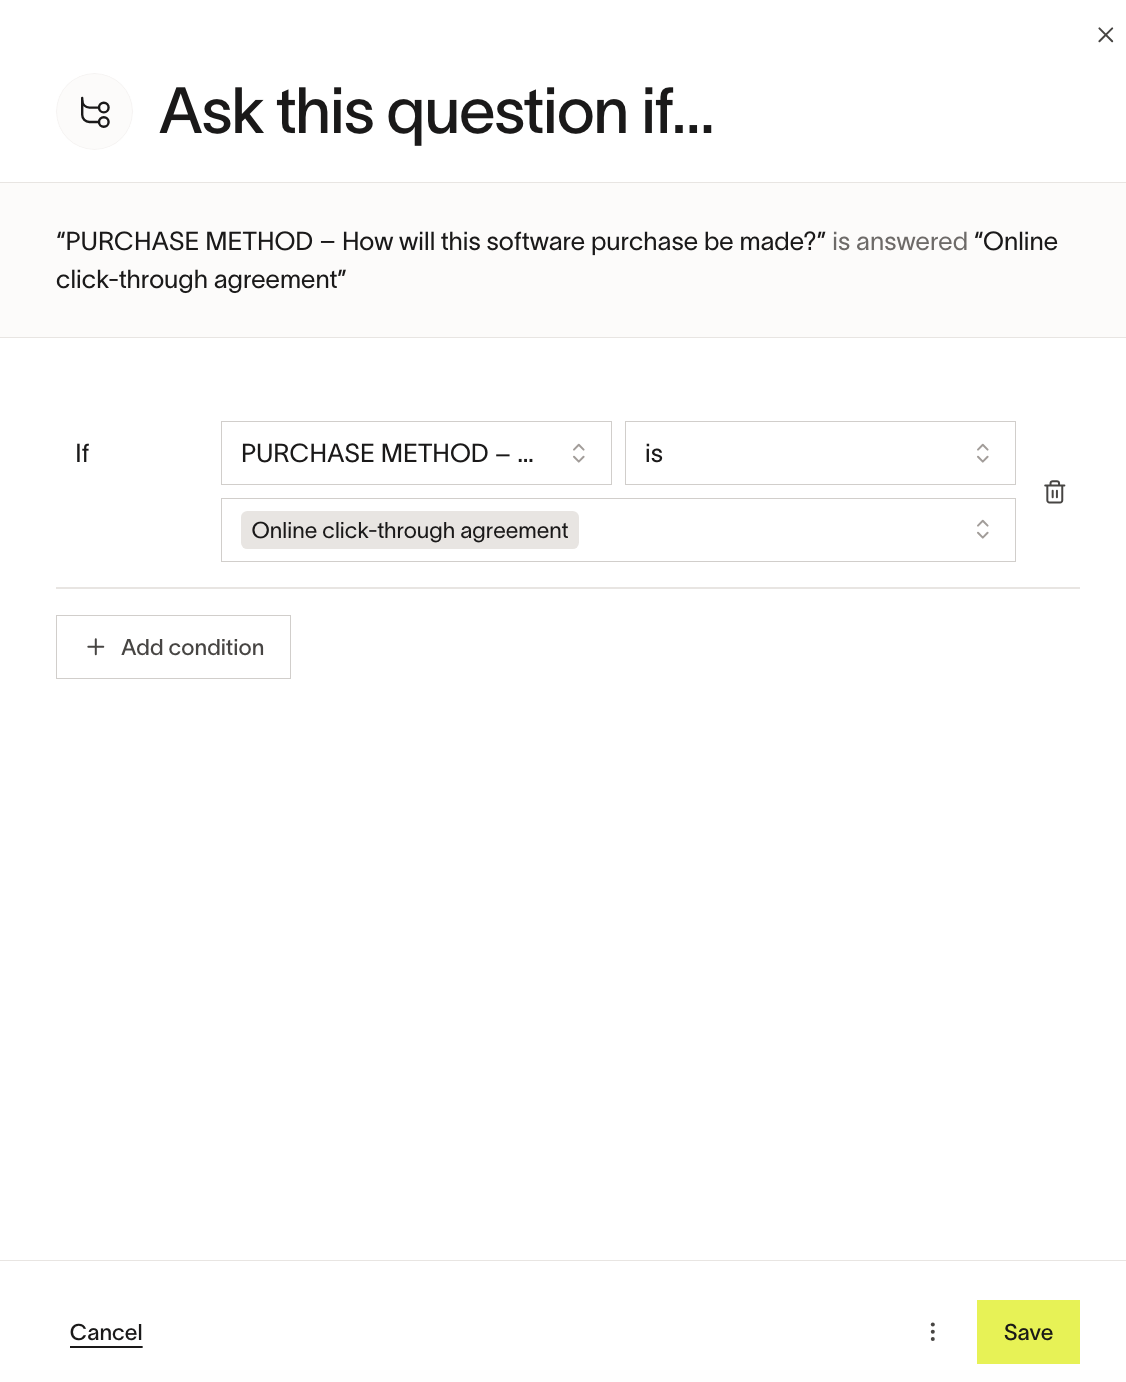 Ask this question if...
“PURCHASE METHOD – How will this software purchase be made?” is answered “Online
click-through agreement”
If
PURCHASE METHOD – ...
is
Online click-through agreement
Add condition
Cancel
Save